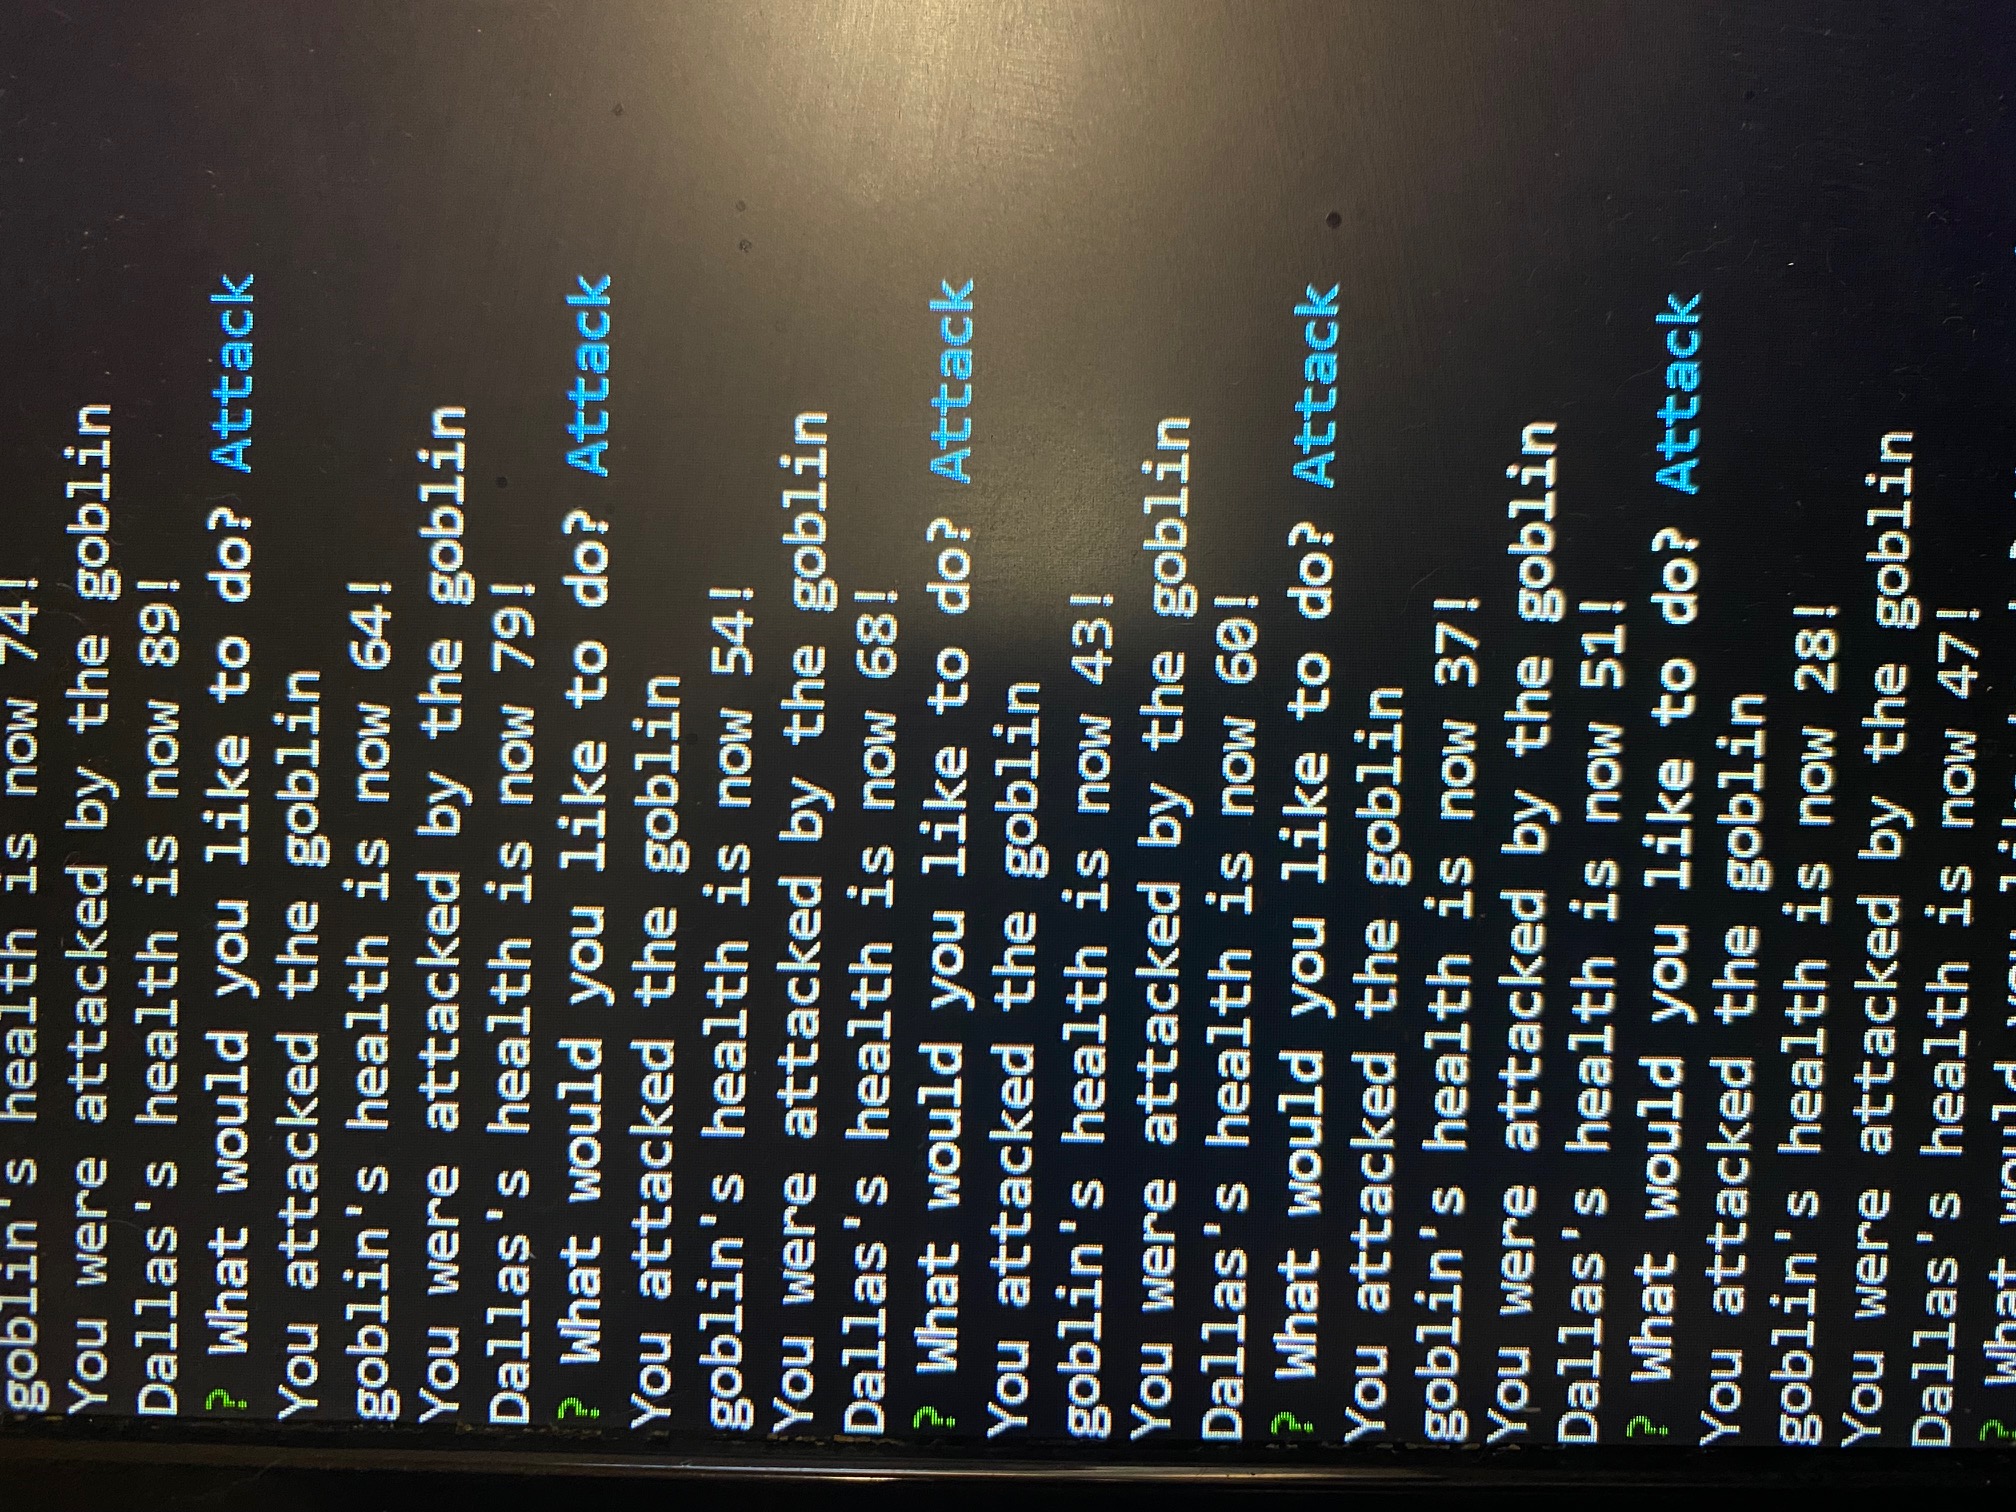 goblin's health is now 74!
You were attacked by the goblin
Dallas's health is now 89!
? What would you like to do? Attack
You attacked the goblin
goblin's health is now 64!
You were attacked by the goblin
Dallas's health is now 79!
? What would you like to do? Attack
You attacked the goblin
goblin's health is now 54!
You were attacked by the goblin
Dallas's health is now 68!
? What would you like to do? Attack
You attacked the goblin
goblin's health is now 43!
You were attacked by the goblin
Dallas's health is now 60!
? What would you like to do? Attack
You attacked the goblin
goblin's health is now 37!
You were attacked by the goblin
Dallas's health is now 51!
? What would you like to do? Attack
You attacked the goblin
goblin's health is now 28!
You were attacked by the goblin
Dallas's health is now 47!
? What would you like